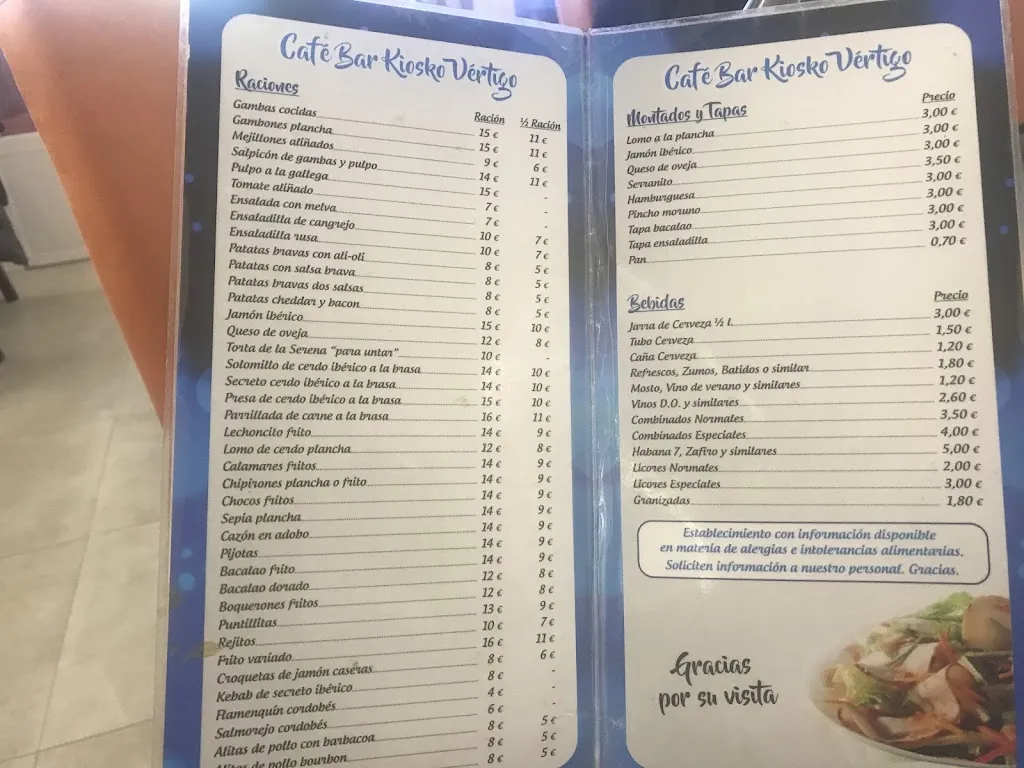 Café Bar Kiosko Vértigo
Raciones Ración ½ Ración
Gambas cocidas 15 € 11 €
Gambones plancha 15 € 11 €
Mejillones aliñados 9 € 6 €
Salpicón de gambas y pulpo 14 € 11 €
Pulpo a la gallega 15 € -
Tomate aliñado 7 € -
Ensalada con melva 7 € -
Ensaladilla de cangrejo 10 € 7 €
Ensaladilla rusa 10 € 7 €
Patatas bravas con ali-oli 8 € 5 €
Patatas con salsa brava 8 € 5 €
Patatas bravas dos salsas 8 € 5 €
Patatas cheddar y bacon 8 € 5 €
Jamón ibérico 15 € 10 €
Queso de oveja 12 € 8 €
Torta de la Serena "para untar" 10 € -
Solomillo de cerdo ibérico a la brasa 14 € 10 €
Secreto cerdo ibérico a la brasa 14 € 10 €
Presa de cerdo ibérico a la brasa 15 € 10 €
Parrillada de carne a la brasa 16 € 11 €
Lechoncito frito 14 € 9 €
Lomo de cerdo plancha 12 € 8 €
Calamares fritos 14 € 9 €
Chipirones plancha o frito 14 € 9 €
Chocos fritos 14 € 9 €
Sepia plancha 14 € 9 €
Cazón en adobo 14 € 9 €
Pijotas 14 € 9 €
Bacalao frito 14 € 9 €
Bacalao dorado 12 € 8 €
Boquerones fritos 12 € 8 €
Puntillitas 13 € 9 €
Rejitos 10 € 7 €
Frito variado 16 € 11 €
Croquetas de jamón caseras 8 € 6 €
Kebab de secreto ibérico 8 € -
Flamenquín cordobés 4 € -
Salmorejo cordobés 6 € -
Alitas de pollo con barbacoa 8 € 5 €
Alitas de pollo bourbon 8 € 5 €
8 € 5 €
Café Bar Kiosko Vértigo
Montados y Tapas Precio
Lomo a la plancha 3,00 €
Jamón ibérico 3,00 €
Queso de oveja 3,00 €
Serranito 3,50 €
Hamburguesa 3,00 €
Pincho moruno 3,00 €
Tapa bacalao 3,00 €
Tapa ensaladilla 3,00 €
Pan 0,70 €
Bebidas Precio
Jarra de Cerveza ½ l. 3,00 €
Tubo Cerveza 1,50 €
Caña Cerveza 1,20 €
Refrescos, Zumos, Batidos o similar 1,80 €
Mosto, Vino de verano y similares 1,20 €
Vinos D.O. y similares 2,60 €
Combinados Normales 3,50 €
Combinados Especiales 4,00 €
Habana 7, Zafiro y similares 5,00 €
Licores Normales 2,00 €
Licores Especiales 3,00 €
Granizadas 1,80 €
Establecimiento con información disponible
en materia de alergias e intolerancias alimentarias.
Soliciten información a nuestro personal. Gracias.
Gracias
por su visita